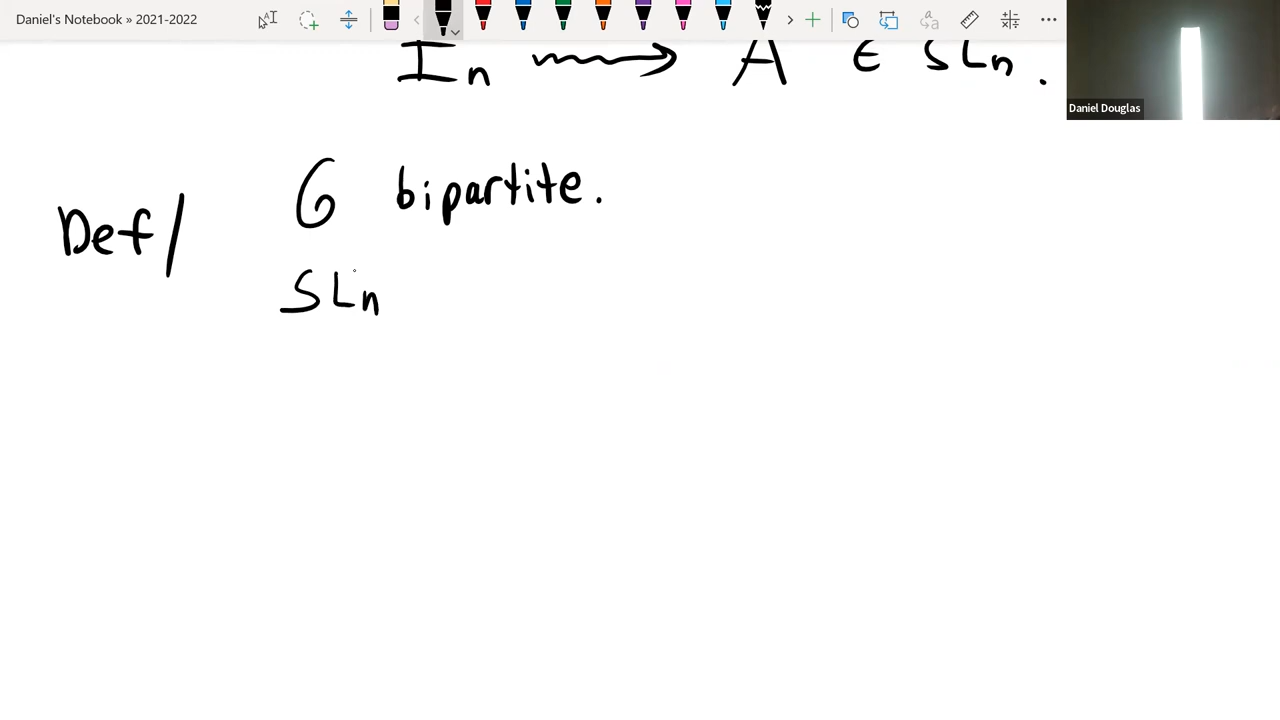 Daniel's Notebook » 2021-2022
Daniel Douglas
In ⟿ A ∈ SLn.
Def/ G bipartite.
SLn